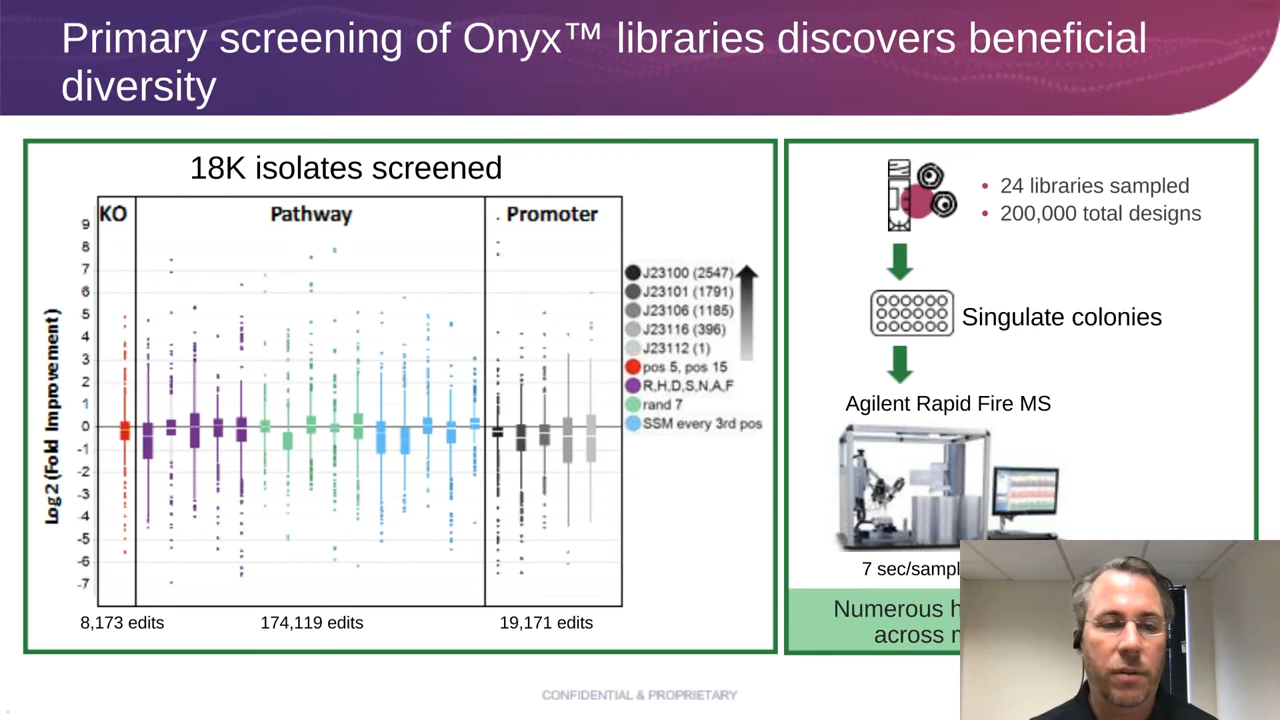 Primary screening of Onyx™ libraries discovers beneficial
diversity
18K isolates screened
KO
Pathway
Promoter
Log2 (Fold Improvement)
9
8
7
6
5
4
3
2
1
0
-1
-2
-3
-4
-5
-6
-7
J23100 (2547)
J23101 (1791)
J23106 (1185)
J23116 (396)
J23112 (1)
pos 5, pos 15
R,H,D,S,N,A,F
rand 7
SSM every 3rd pos
8,173 edits
174,119 edits
19,171 edits
• 24 libraries sampled
• 200,000 total designs
Singulate colonies
Agilent Rapid Fire MS
7 sec/sampl
Numerous h
across
CONFIDENTIAL & PROPRIETARY